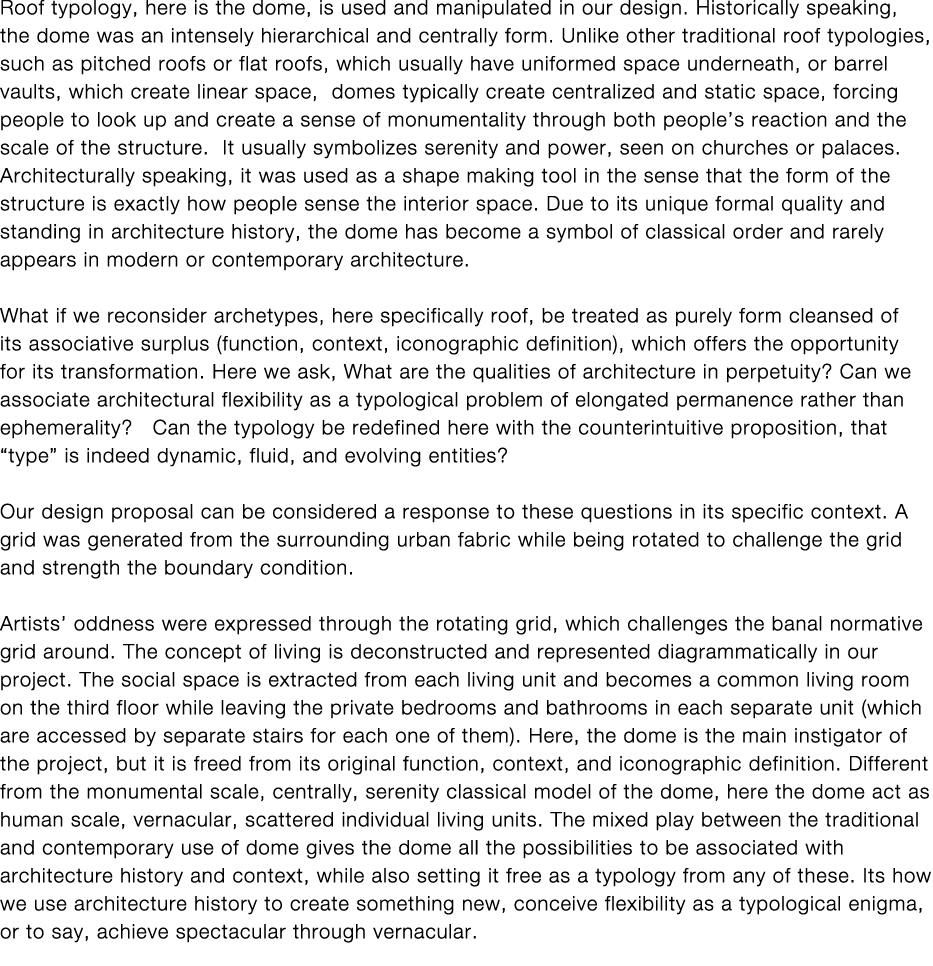 Roof typology, here is the dome, is used and manipulated in our design. Historically speaking,
the dome was an intensely hierarchical and centrally form. Unlike other traditional roof typologies,
such as pitched roofs or flat roofs, which usually have uniformed space underneath, or barrel
vaults, which create linear space,  domes typically create centralized and static space, forcing
people to look up and create a sense of monumentality through both people’s reaction and the
scale of the structure.  It usually symbolizes serenity and power, seen on churches or palaces.
Architecturally speaking, it was used as a shape making tool in the sense that the form of the
structure is exactly how people sense the interior space. Due to its unique formal quality and
standing in architecture history, the dome has become a symbol of classical order and rarely
appears in modern or contemporary architecture.

What if we reconsider archetypes, here specifically roof, be treated as purely form cleansed of
its associative surplus (function, context, iconographic definition), which offers the opportunity
for its transformation. Here we ask, What are the qualities of architecture in perpetuity? Can we
associate architectural flexibility as a typological problem of elongated permanence rather than
ephemerality?   Can the typology be redefined here with the counterintuitive proposition, that
“type” is indeed dynamic, fluid, and evolving entities?

Our design proposal can be considered a response to these questions in its specific context. A
grid was generated from the surrounding urban fabric while being rotated to challenge the grid
and strength the boundary condition.

Artists’ oddness were expressed through the rotating grid, which challenges the banal normative
grid around. The concept of living is deconstructed and represented diagrammatically in our
project. The social space is extracted from each living unit and becomes a common living room
on the third floor while leaving the private bedrooms and bathrooms in each separate unit (which
are accessed by separate stairs for each one of them). Here, the dome is the main instigator of
the project, but it is freed from its original function, context, and iconographic definition. Different
from the monumental scale, centrally, serenity classical model of the dome, here the dome act as
human scale, vernacular, scattered individual living units. The mixed play between the traditional
and contemporary use of dome gives the dome all the possibilities to be associated with
architecture history and context, while also setting it free as a typology from any of these. Its how
we use architecture history to create something new, conceive flexibility as a typological enigma,
or to say, achieve spectacular through vernacular.